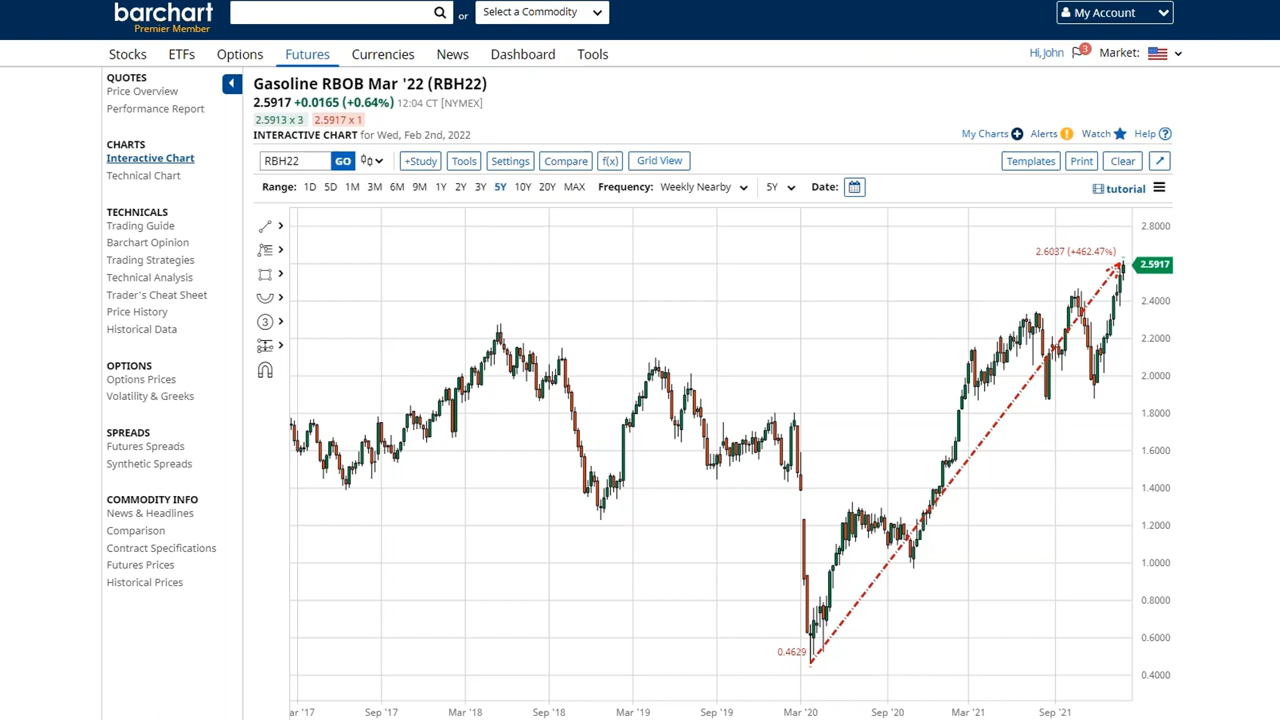 barchart
Premier Member
or
Select a Commodity
My Account
Stocks ETFs Options Futures Currencies News Dashboard Tools
Hi, John 3 Market:
QUOTES
Price Overview
Performance Report
CHARTS
Interactive Chart
Technical Chart
TECHNICALS
Trading Guide
Barchart Opinion
Trading Strategies
Technical Analysis
Trader's Cheat Sheet
Price History
Historical Data
OPTIONS
Options Prices
Volatility & Greeks
SPREADS
Futures Spreads
Synthetic Spreads
COMMODITY INFO
News & Headlines
Comparison
Contract Specifications
Futures Prices
Historical Prices
Gasoline RBOB Mar '22 (RBH22)
2.5917 +0.0165 (+0.64%) 12:04 CT [NYMEX]
2.5913 x 3 2.5917 x 1
INTERACTIVE CHART for Wed, Feb 2nd, 2022
My Charts Alerts Watch Help
RBH22 GO +Study Tools Settings Compare f(x) Grid View Templates Print Clear
Range: 1D 5D 1M 3M 6M 9M 1Y 2Y 3Y 5Y 10Y 20Y MAX Frequency: Weekly Nearby 5Y Date:
tutorial
3
2.6037 (+462.47%)
0.4629
2.8000
2.5917
2.4000
2.2000
2.0000
1.8000
1.6000
1.4000
1.2000
1.0000
0.8000
0.6000
0.4000
ar '17 Sep '17 Mar '18 Sep '18 Mar '19 Sep '19 Mar '20 Sep '20 Mar '21 Sep '21